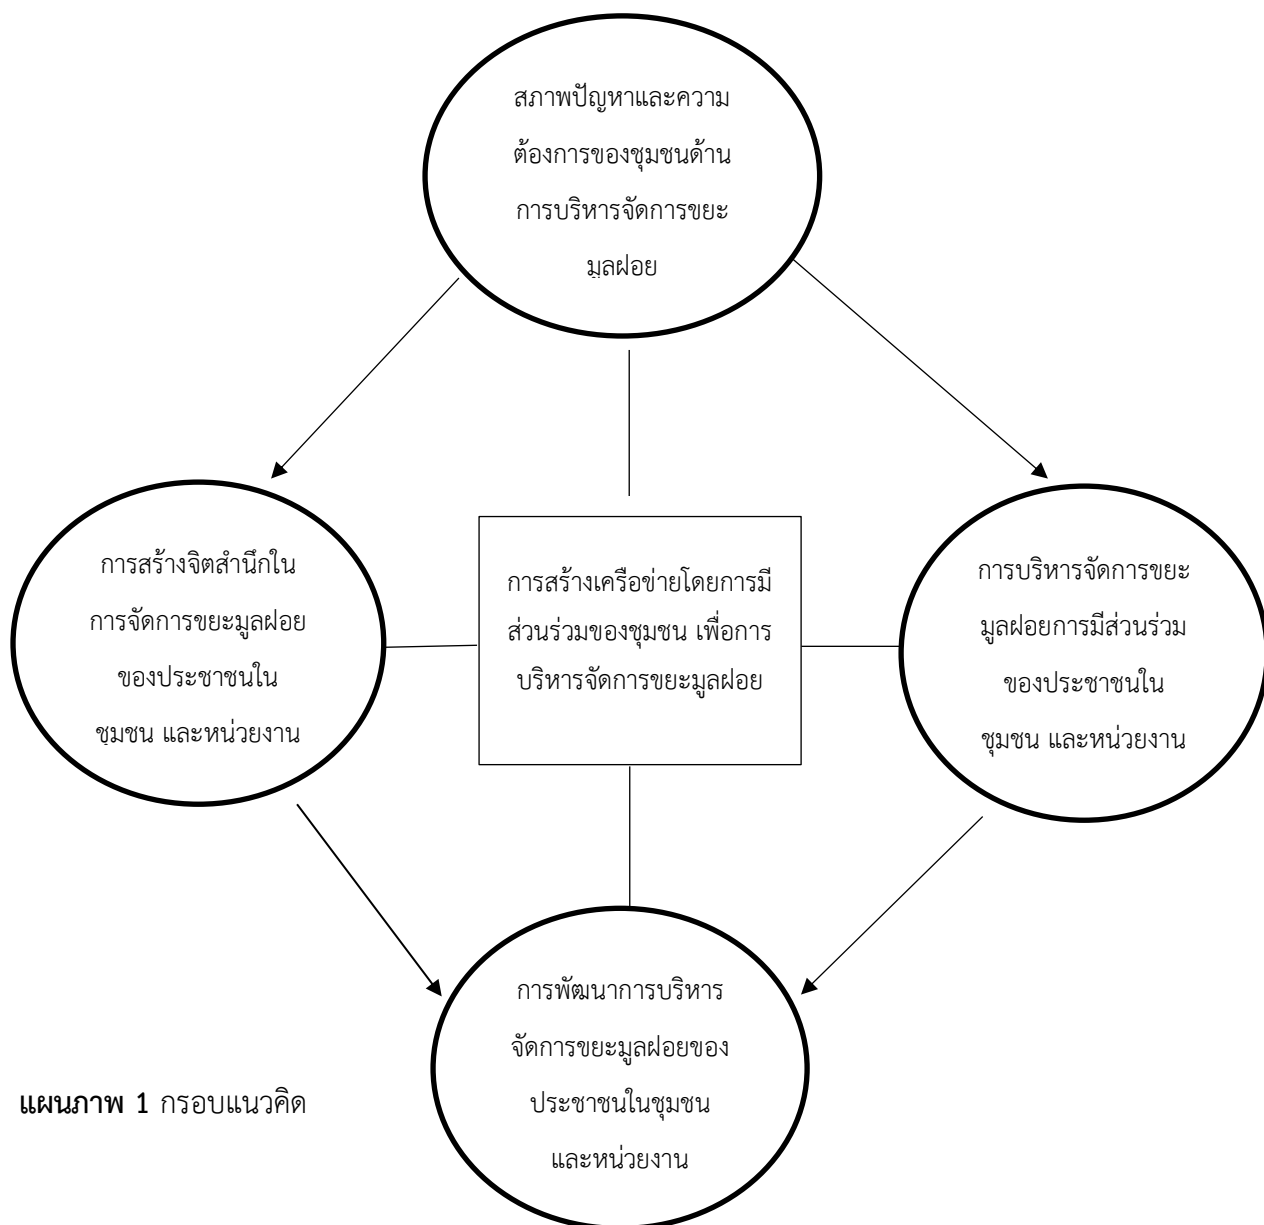 สภาพปัญหาและความ
ต้องการของชุมชนด้าน
การบริหารจัดการขยะ
มูลฝอย
การสร้างจิตสำนึกใน
การจัดการขยะมูลฝอย
ของประชาชนใน
ชุมชน และหน่วยงาน
การสร้างเครือข่ายโดยการมี
ส่วนร่วมของชุมชน เพื่อการ
บริหารจัดการขยะมูลฝอย
การบริหารจัดการขยะ
มูลฝอยการมีส่วนร่วม
ของประชาชนใน
ชุมชน และหน่วยงาน
การพัฒนาการบริหาร
จัดการขยะมูลฝอยของ
ประชาชนในชุมชน
และหน่วยงาน
แผนภาพ 1 กรอบแนวคิด